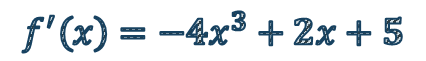 f′(x) = −4x³ + 2x + 5